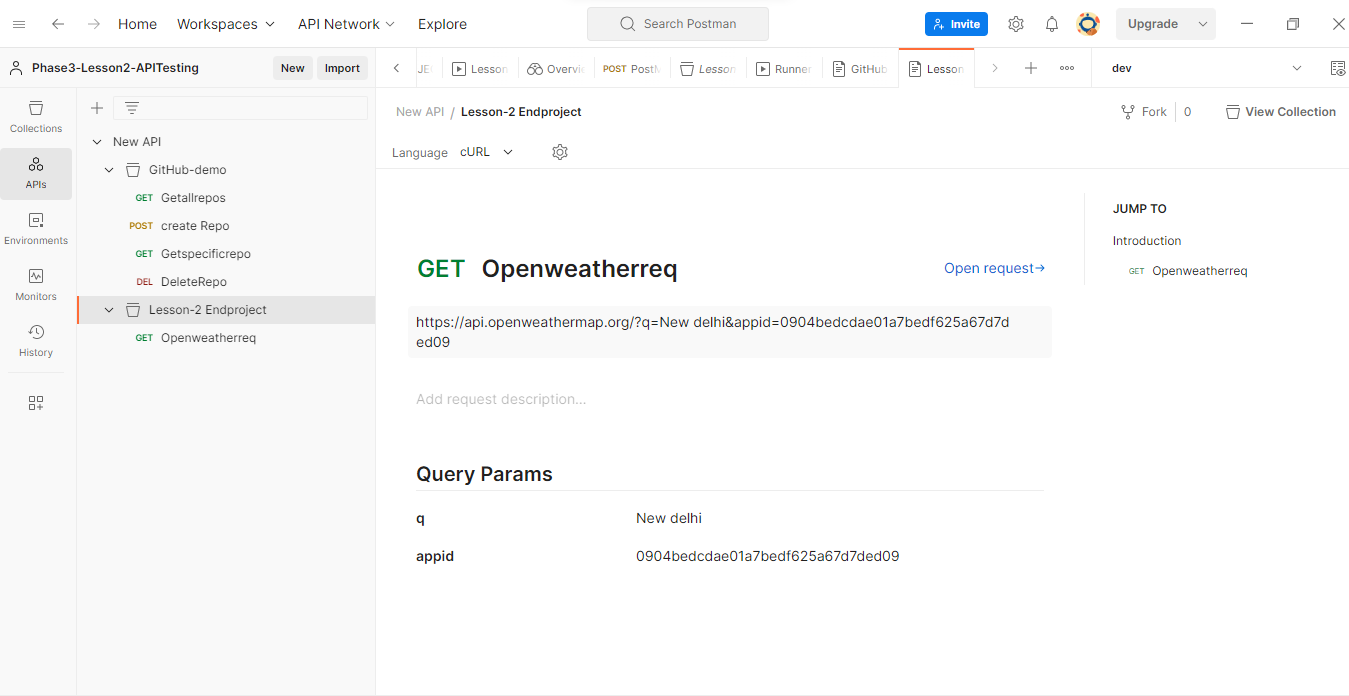 Home Workspaces API Network Explore Search Postman Invite Upgrade
Phase3-Lesson2-APITesting New Import Lesson Overvie POST PostM Lesson Runner GitHub Lesson dev
Collections
APIs
Environments
Monitors
History
New API
GitHub-demo
GET Getallrepos
POST create Repo
GET Getspecificrepo
DEL DeleteRepo
Lesson-2 Endproject
GET Openweatherreq
New API / Lesson-2 Endproject Fork 0 View Collection
Language cURL
GET Openweatherreq Open request→
https://api.openweathermap.org/?q=New delhi&appid=0904bedcdae01a7bedf625a67d7d
ed09
Add request description...
Query Params
q New delhi
appid 0904bedcdae01a7bedf625a67d7ded09
JUMP TO
Introduction
GET Openweatherreq